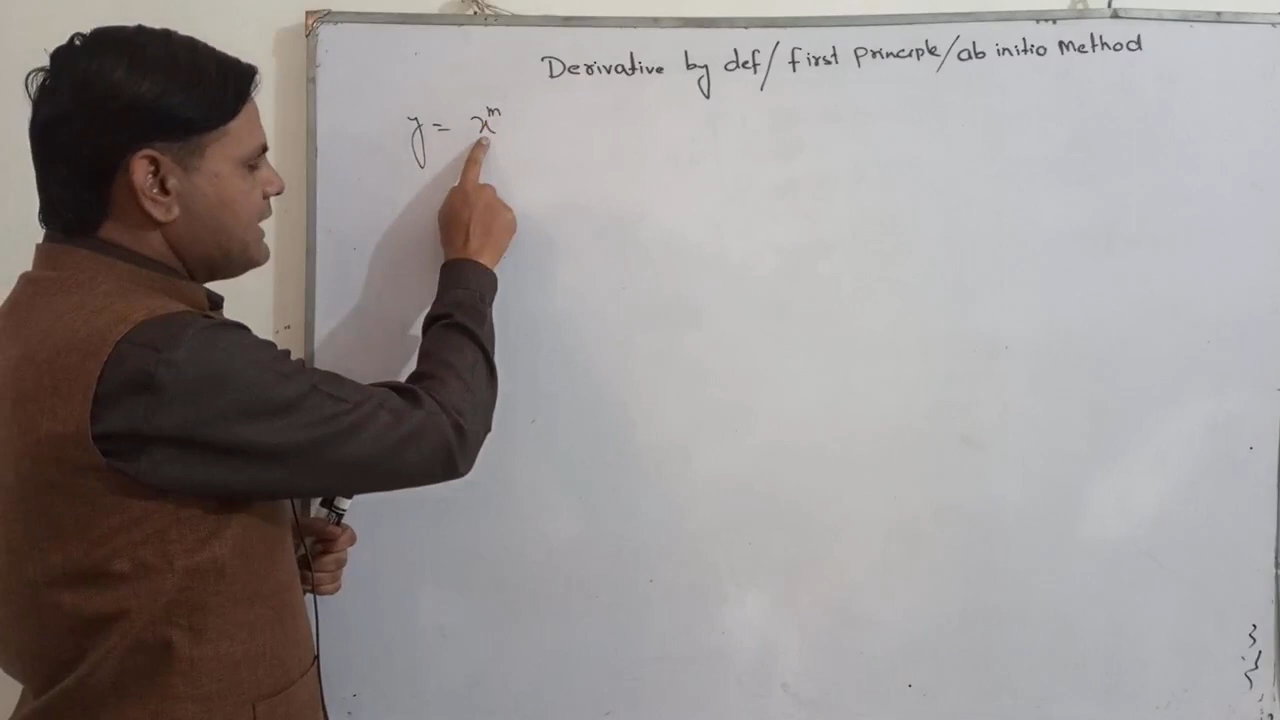 Derivative by def/ first principle/ab initio Method
y = x^m